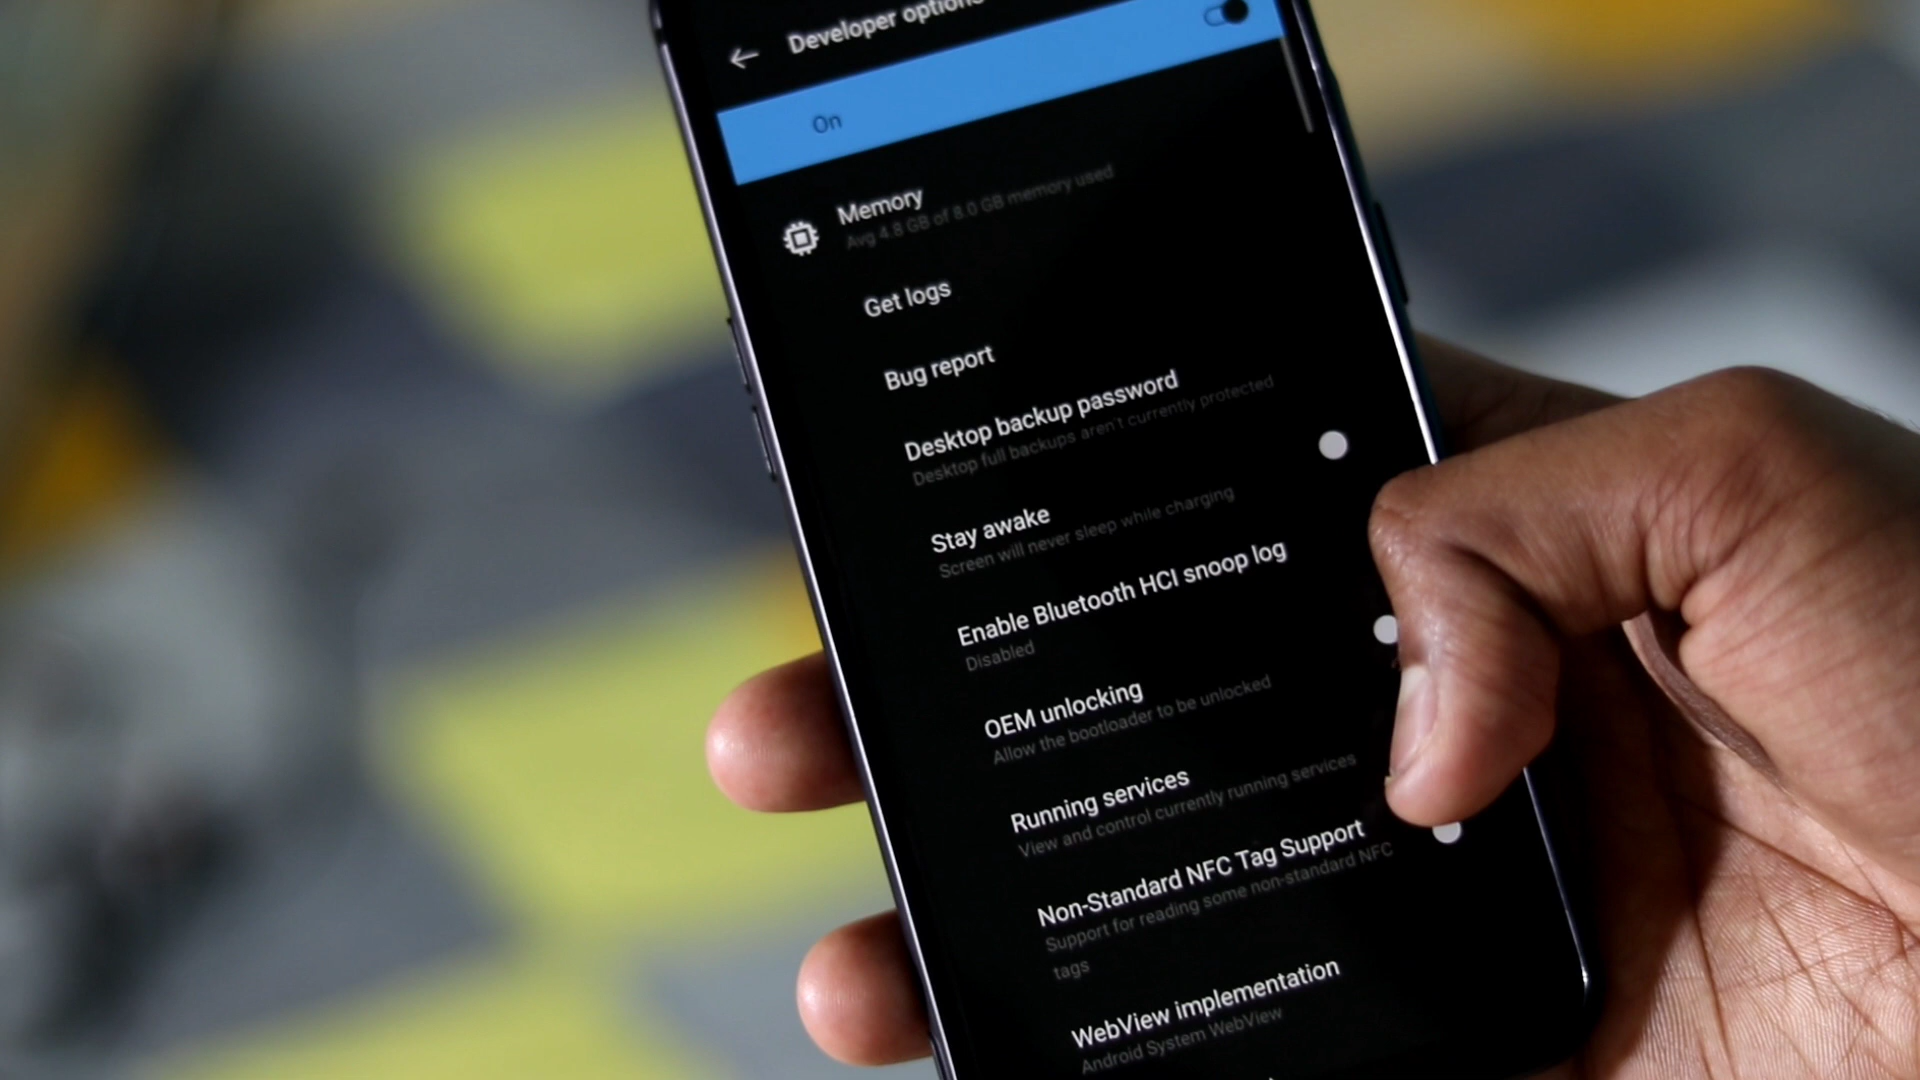 Developer options
On
Memory
Avg 4.8 GB of 8.0 GB memory used
Get logs
Bug report
Desktop backup password
Desktop full backups aren't currently protected
Stay awake
Screen will never sleep while charging
Enable Bluetooth HCI snoop log
Disabled
OEM unlocking
Allow the bootloader to be unlocked
Running services
View and control currently running services
Non-Standard NFC Tag Support
Support for reading some non-standard NFC
tags
WebView implementation
Android System WebView